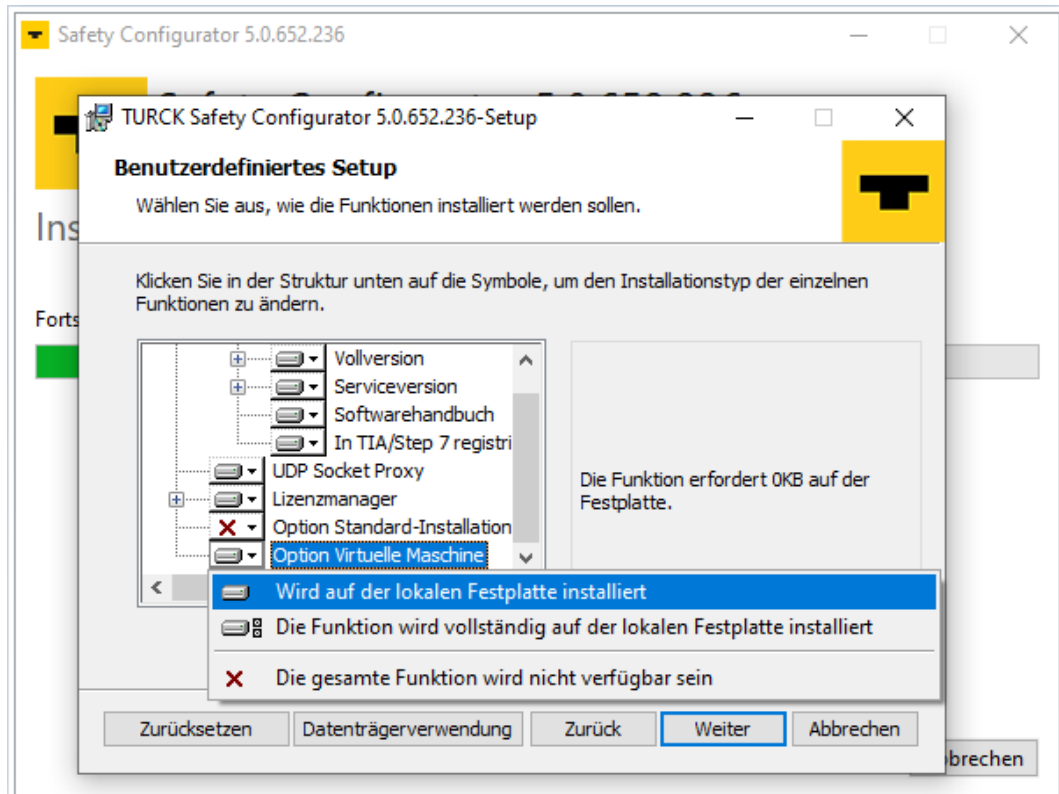 Safety Configurator 5.0.652.236
TURCK Safety Configurator 5.0.652.236-Setup
Benutzerdefiniertes Setup
Wählen Sie aus, wie die Funktionen installiert werden sollen.
Ins
Klicken Sie in der Struktur unten auf die Symbole, um den Installationstyp der einzelnen
Funktionen zu ändern.
Forts
Vollversion
Serviceversion
Softwarehandbuch
In TIA/Step 7 registri
UDP Socket Proxy
Lizenzmanager
Option Standard-Installation
Option Virtuelle Maschine
Die Funktion erfordert 0KB auf der
Festplatte.
Wird auf der lokalen Festplatte installiert
Die Funktion wird vollständig auf der lokalen Festplatte installiert
Die gesamte Funktion wird nicht verfügbar sein
Zurücksetzen
Datenträgerverwendung
Zurück
Weiter
Abbrechen
bbrechen